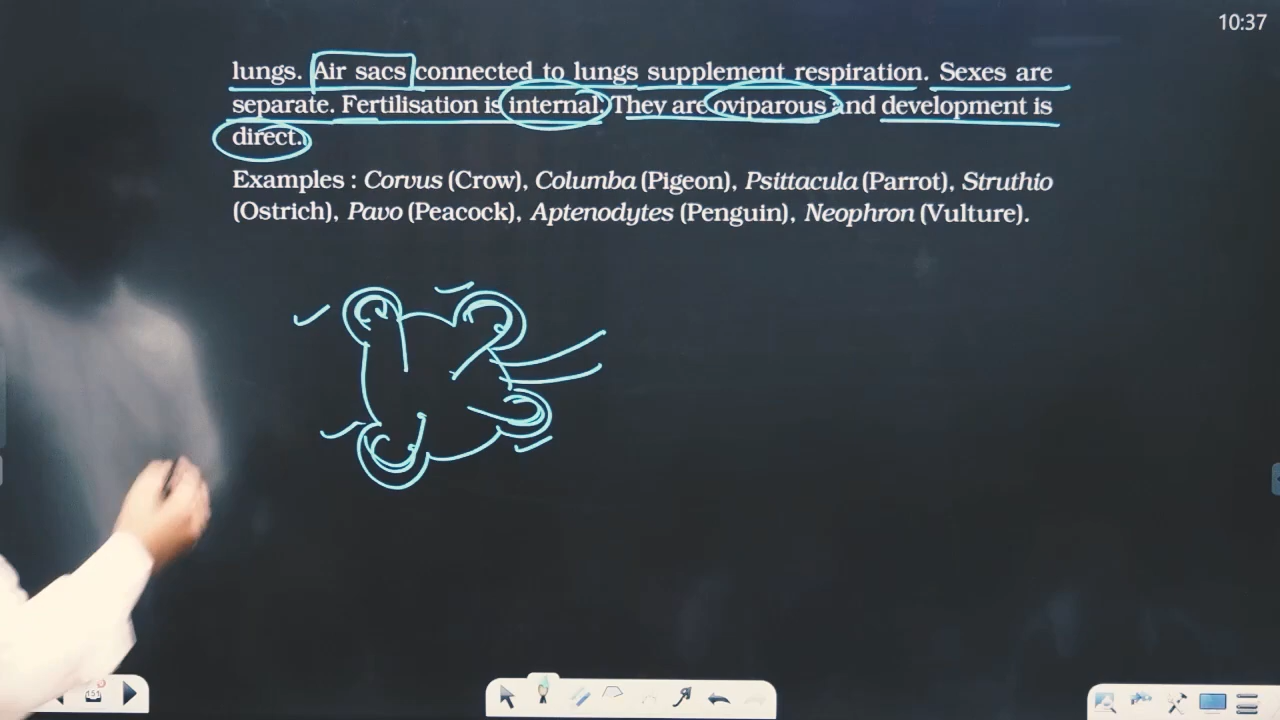 10:37
lungs. Air sacs connected to lungs supplement respiration. Sexes are
separate. Fertilisation is internal. They are oviparous and development is
direct.
Examples : Corvus (Crow), Columba (Pigeon), Psittacula (Parrot), Struthio
(Ostrich), Pavo (Peacock), Aptenodytes (Penguin), Neophron (Vulture).
151